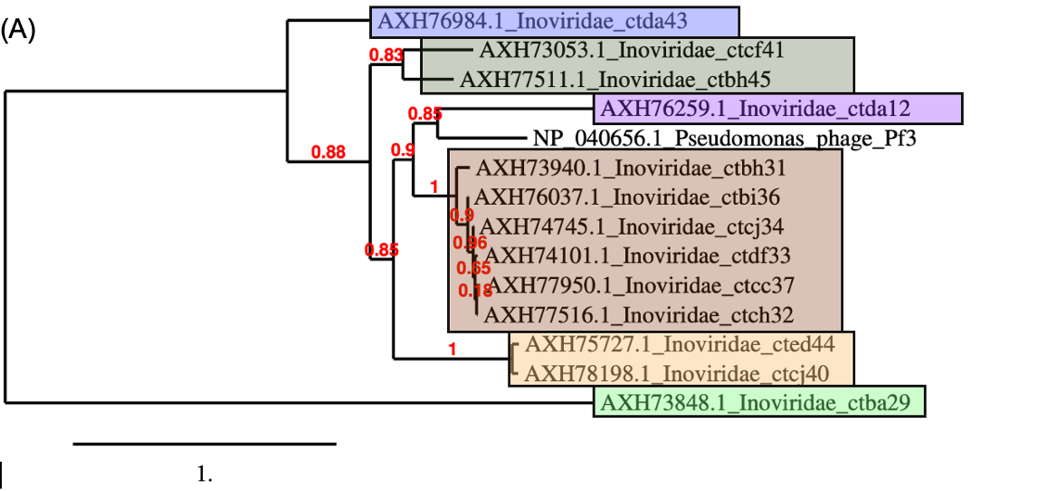 (A)
AXH76984.1_Inoviridae_ctda43
0.83
AXH73053.1_Inoviridae_ctcf41
AXH77511.1_Inoviridae_ctbh45
AXH76259.1_Inoviridae_ctda12
0.85
NP_040656.1_Pseudomonas_phage_Pf3
0.88
0.9
AXH73940.1_Inoviridae_ctbh31
1
AXH76037.1_Inoviridae_ctbi36
0.9
AXH74745.1_Inoviridae_ctcj34
0.96
0.85
AXH74101.1_Inoviridae_ctdf33
0.65
AXH77950.1_Inoviridae_ctcc37
0.18
AXH77516.1_Inoviridae_ctch32
AXH75727.1_Inoviridae_cted44
1
AXH78198.1_Inoviridae_ctcj40
AXH73848.1_Inoviridae_ctba29
1.